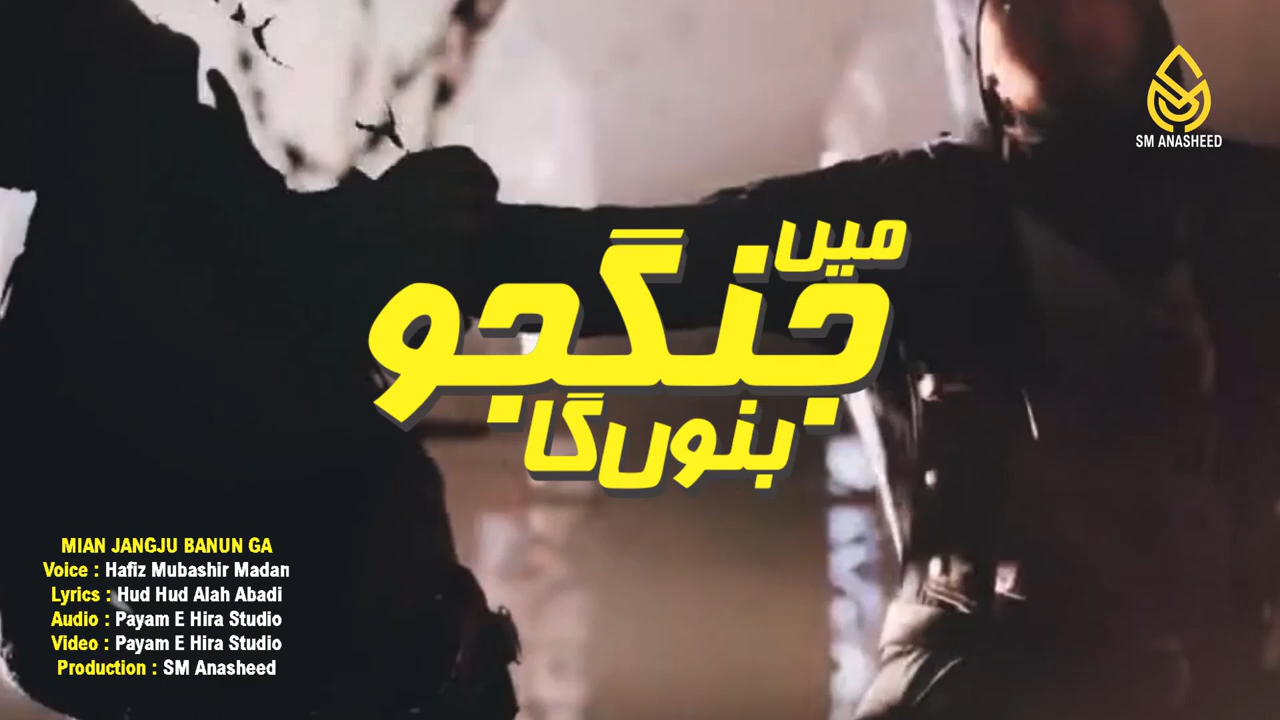 SM ANASHEED
میں
جنگجو
بنوں گا
MIAN JANGJU BANUN GA
Voice : Hafiz Mubashir Madan
Lyrics : Hud Hud Alah Abadi
Audio : Payam E Hira Studio
Video : Payam E Hira Studio
Production : SM Anasheed